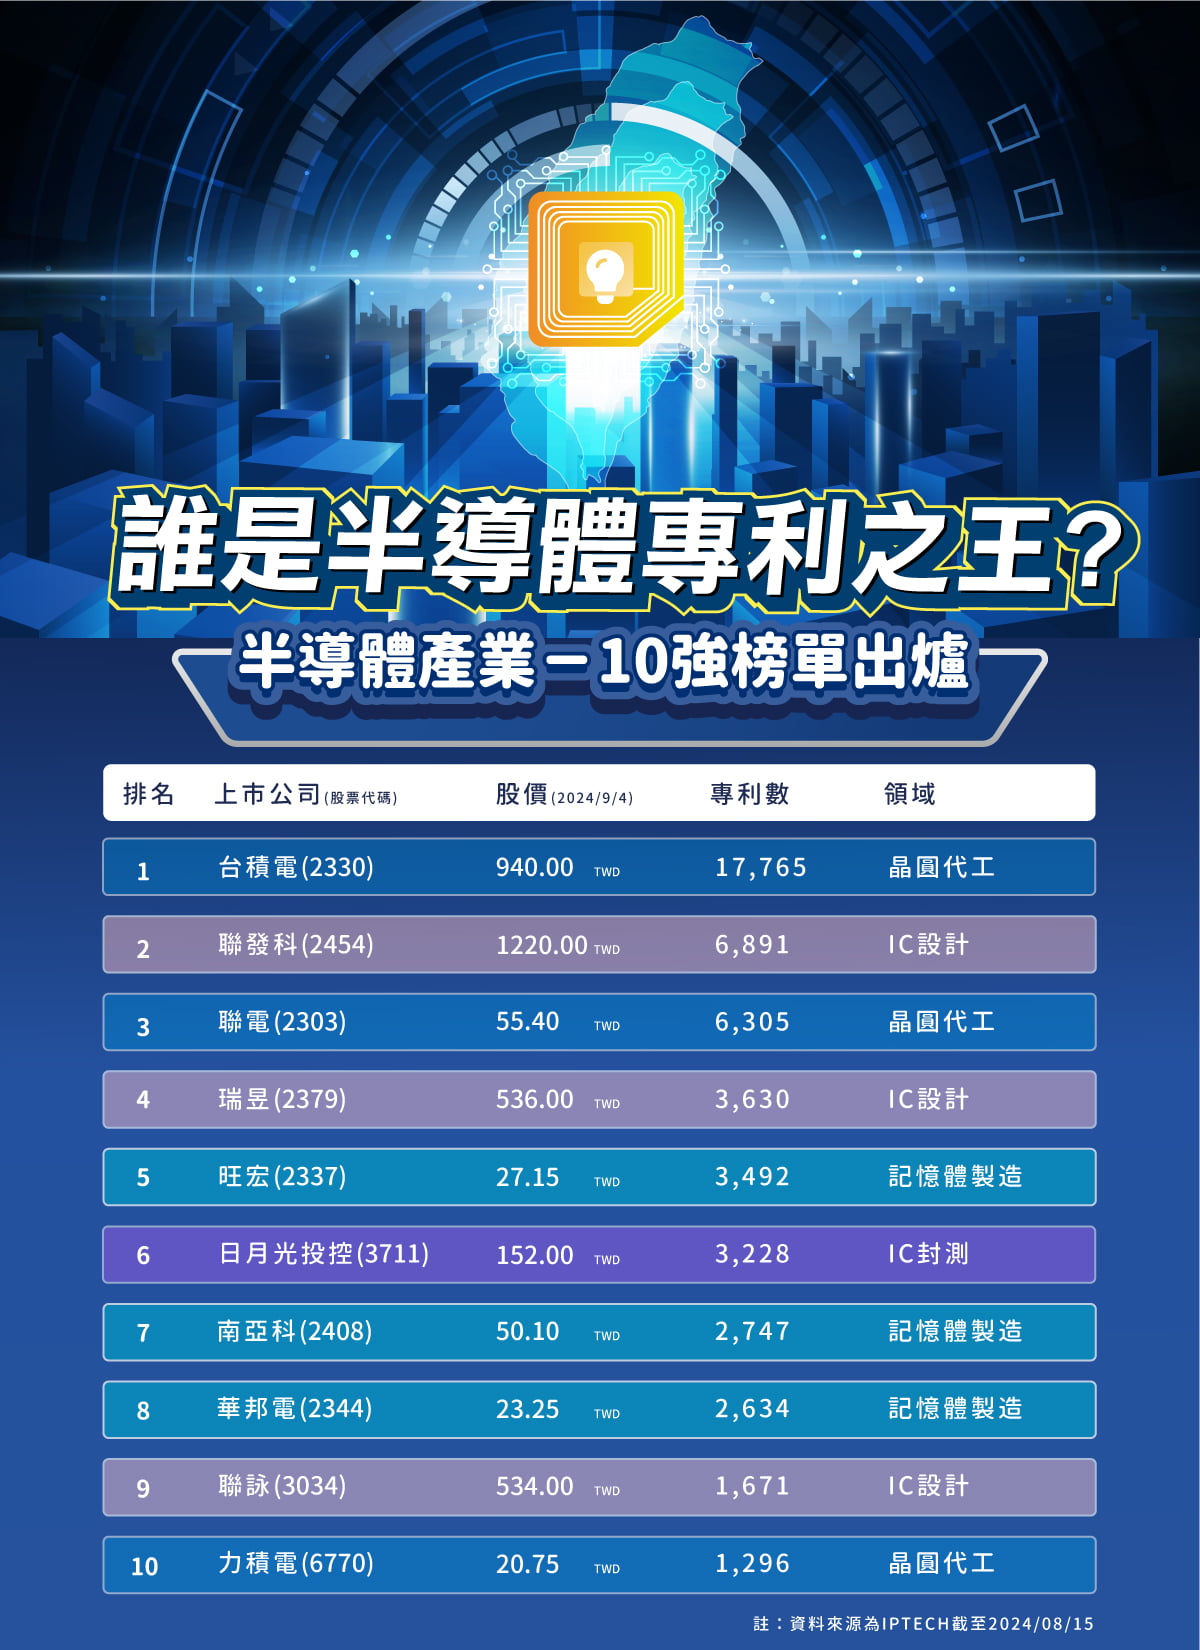 誰是半導體專利之王?
半導體產業－10強榜單出爐
排名 上市公司(股票代碼) 股價(2024/9/4) 專利數 領域
1 台積電(2330) 940.00 TWD 17,765 晶圓代工
2 聯發科(2454) 1220.00 TWD 6,891 IC設計
3 聯電(2303) 55.40 TWD 6,305 晶圓代工
4 瑞昱(2379) 536.00 TWD 3,630 IC設計
5 旺宏(2337) 27.15 TWD 3,492 記憶體製造
6 日月光投控(3711) 152.00 TWD 3,228 IC封測
7 南亞科(2408) 50.10 TWD 2,747 記憶體製造
8 華邦電(2344) 23.25 TWD 2,634 記憶體製造
9 聯詠(3034) 534.00 TWD 1,671 IC設計
10 力積電(6770) 20.75 TWD 1,296 晶圓代工
註：資料來源為IPTECH截至2024/08/15